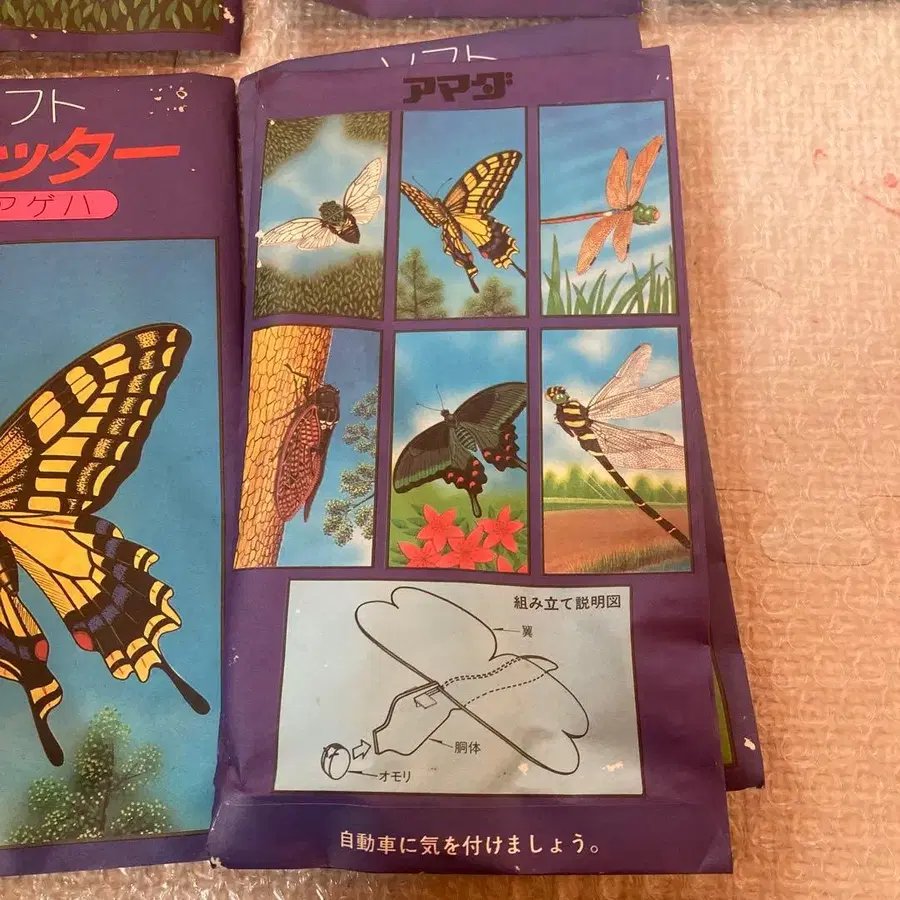 ソフト
フト
ッター
アゲハ
アマダ
組み立て説明図
翼
胴体
オモリ
自動車に気を付けましょう。